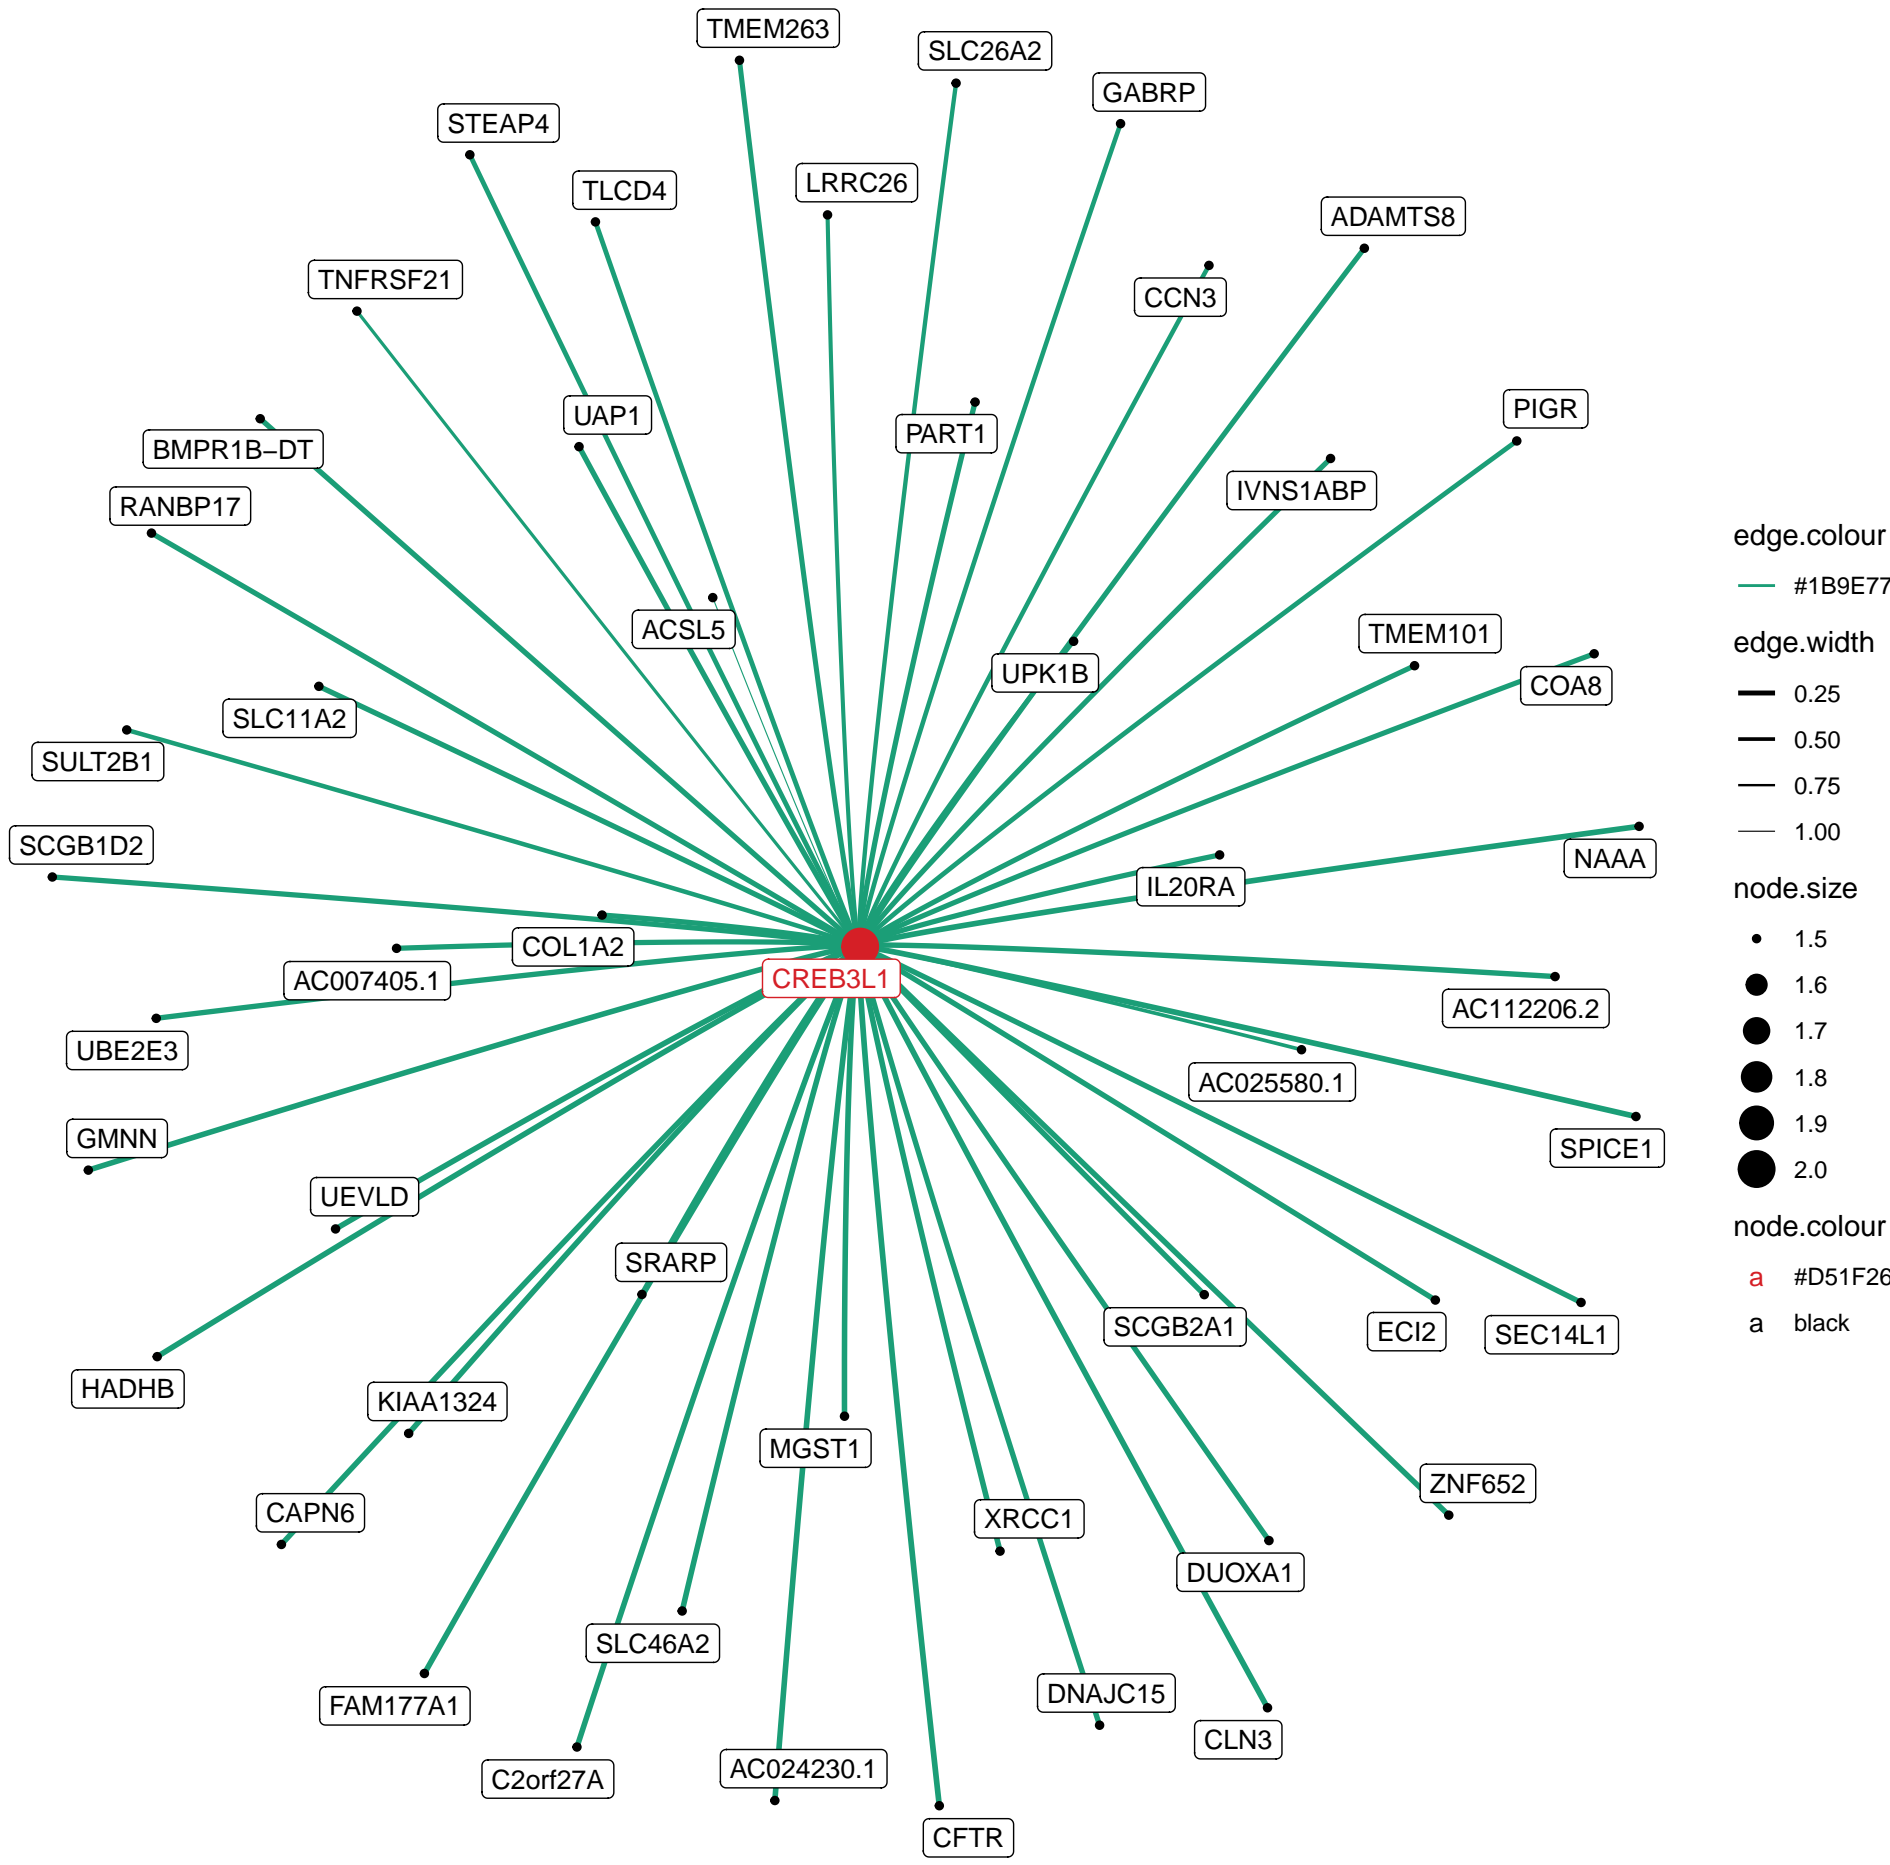 TMEM263
SLC26A2
GABRP
STEAP4
TLCD4
LRRC26
ADAMTS8
TNFRSF21
CCN3
UAP1
PIGR
BMPR1B−DT
PART1
IVNS1ABP
RANBP17
ACSL5
TMEM101
UPK1B
COA8
SLC11A2
SULT2B1
SCGB1D2
NAAA
IL20RA
COL1A2
CREB3L1
AC007405.1
AC112206.2
UBE2E3
AC025580.1
GMNN
SPICE1
UEVLD
SRARP
SCGB2A1
ECI2
SEC14L1
HADHB
KIAA1324
MGST1
ZNF652
CAPN6
XRCC1
DUOXA1
SLC46A2
FAM177A1
DNAJC15
CLN3
C2orf27A
AC024230.1
CFTR
edge.colour
#1B9E77
edge.width
0.25
0.50
0.75
1.00
node.size
1.5
1.6
1.7
1.8
1.9
2.0
node.colour
a #D51F26
a black